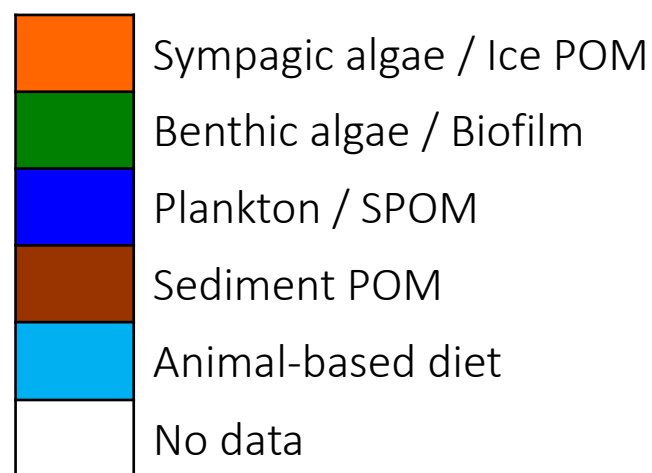 Sympagic algae / Ice POM
Benthic algae / Biofilm
Plankton / SPOM
Sediment POM
Animal-based diet
No data